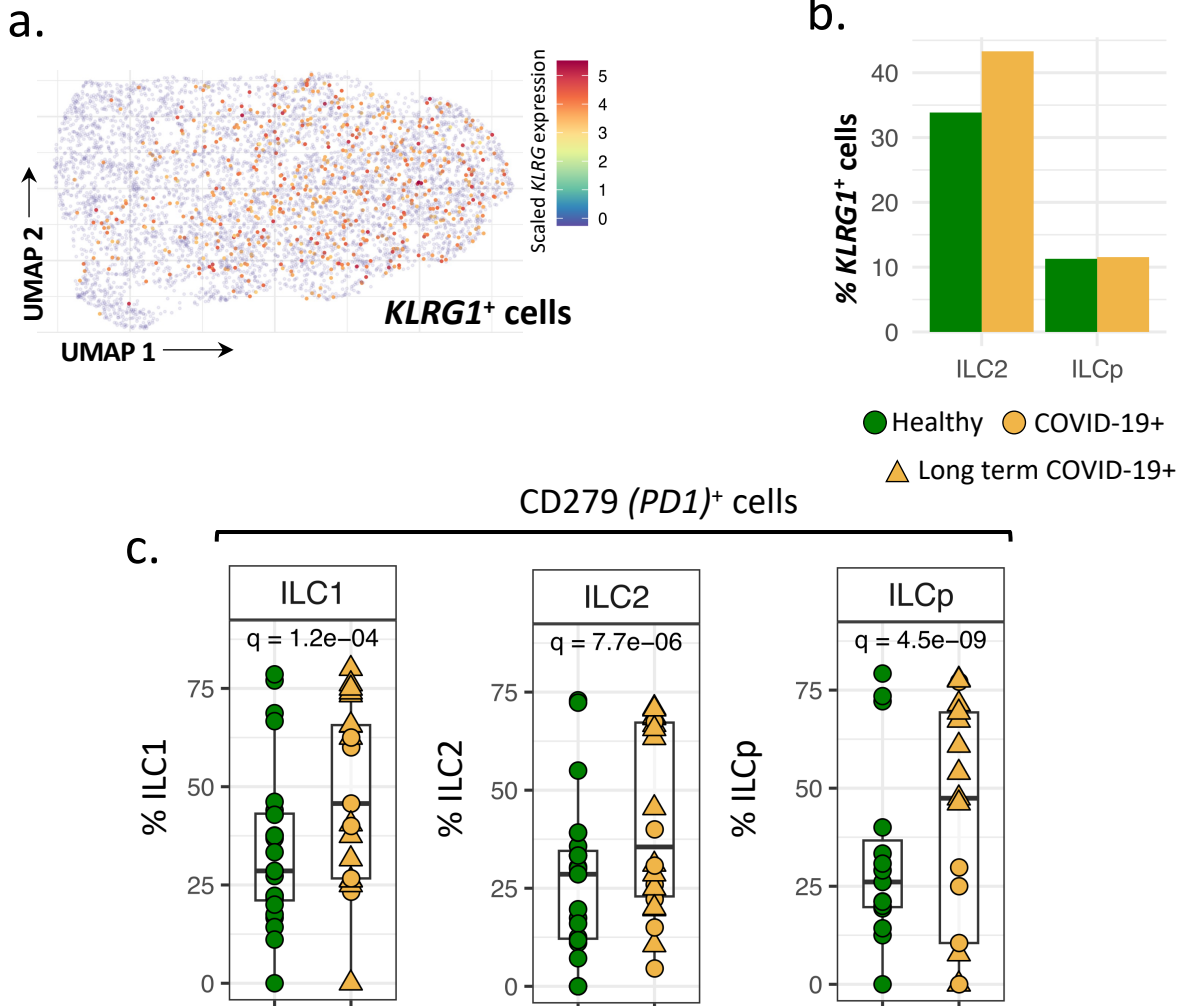 a.
UMAP 2
UMAP 1
KLRG1+ cells
Scaled KLRG expression
5
4
3
2
1
0
b.
% KLRG1+ cells
40
30
20
10
0
ILC2 ILCp
Healthy COVID-19+
Long term COVID-19+
CD279 (PD1)+ cells
c.
ILC1
q = 1.2e−04
% ILC1
75
50
25
0
ILC2
q = 7.7e−06
% ILC2
75
50
25
0
ILCp
q = 4.5e−09
% ILCp
75
50
25
0